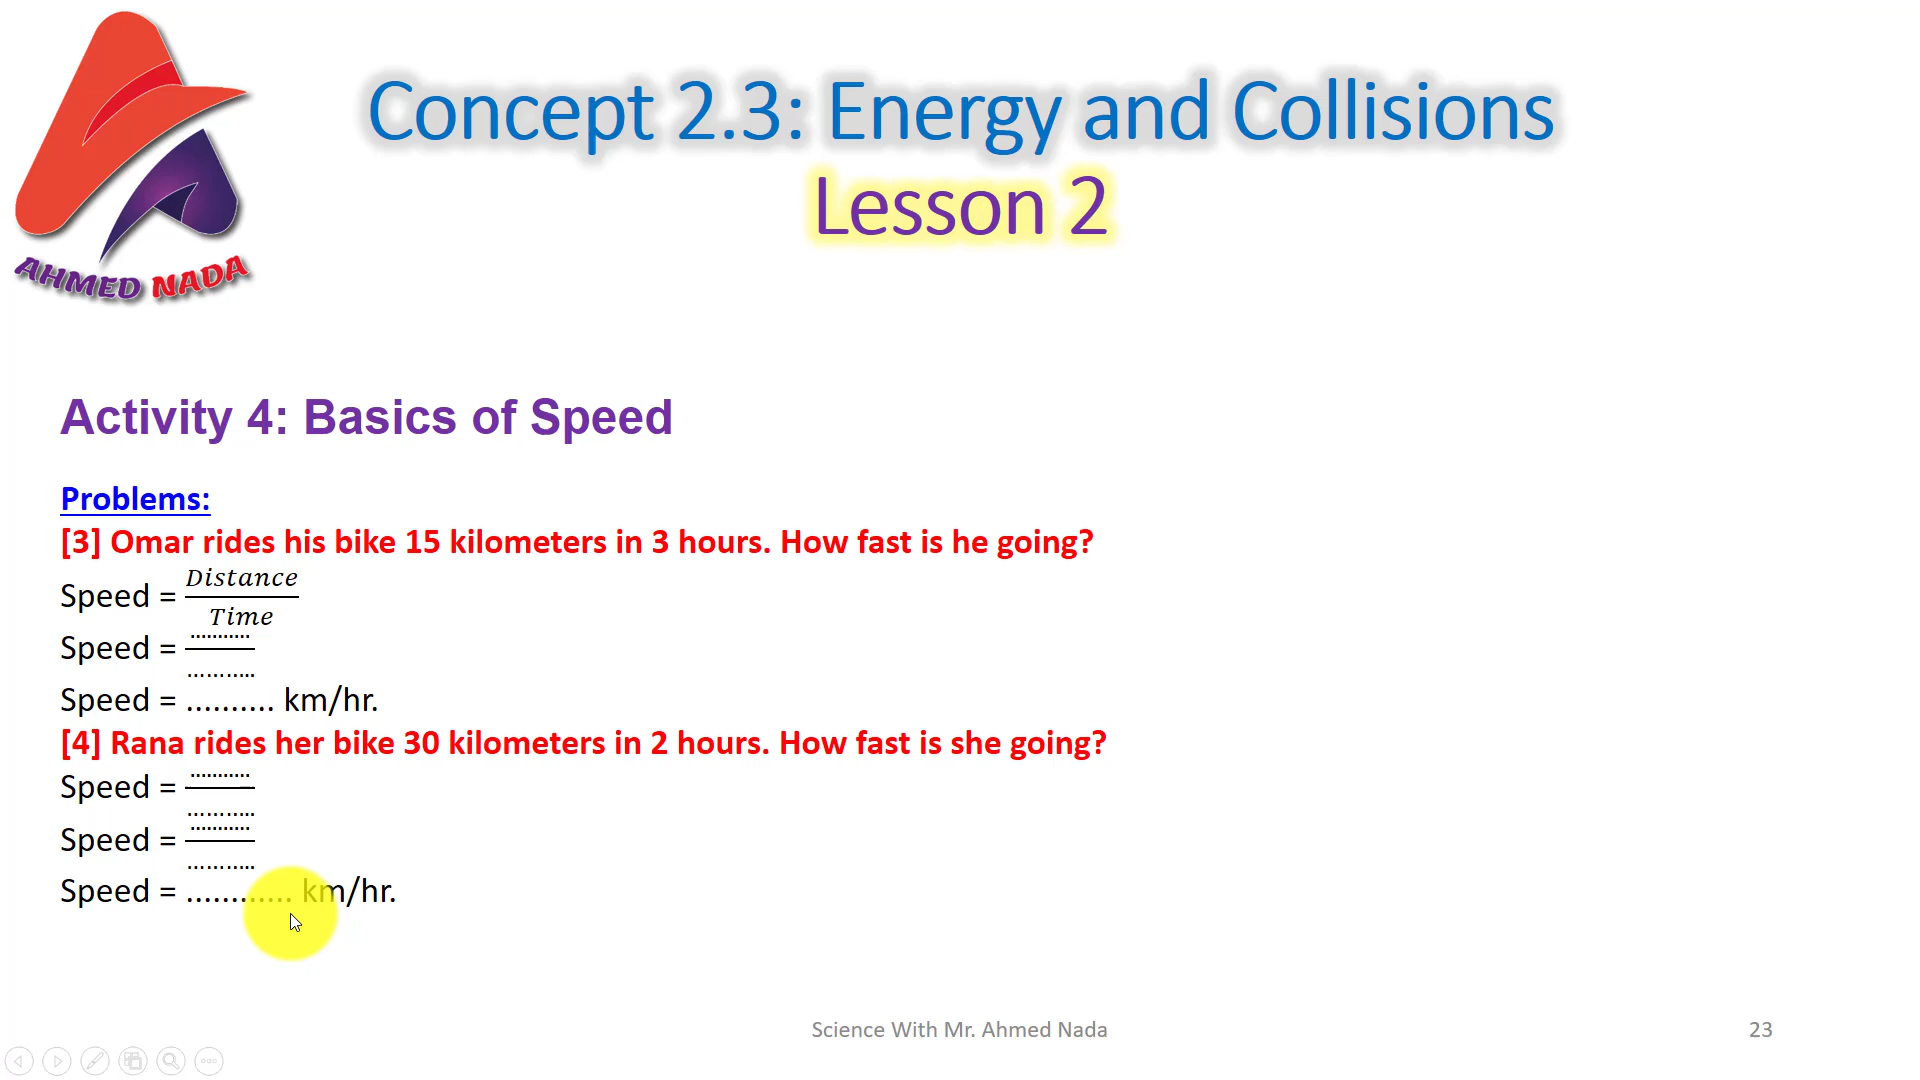 AHMED NADA
Concept 2.3: Energy and Collisions
Lesson 2
Activity 4: Basics of Speed
Problems:
[3] Omar rides his bike 15 kilometers in 3 hours. How fast is he going?
Speed = Distance / Time
Speed = ........... / ...........
Speed = .......... km/hr.
[4] Rana rides her bike 30 kilometers in 2 hours. How fast is she going?
Speed = ........... / ...........
Speed = ........... / ...........
Speed = ............ km/hr.
Science With Mr. Ahmed Nada
23